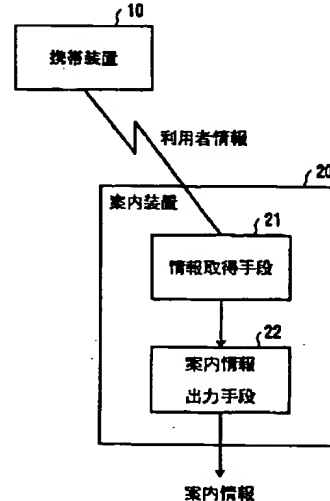 10
携帯装置
利用者情報
20
案内装置
21
情報取得手段
22
案内情報
出力手段
案内情報